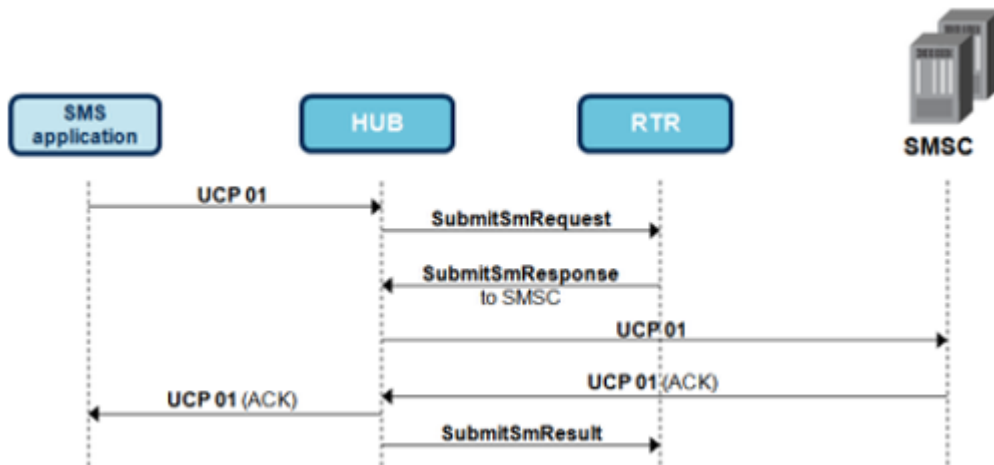 SMS
application
HUB
RTR
SMSC
UCP 01
SubmitSmRequest
SubmitSmResponse
to SMSC
UCP 01
UCP 01 (ACK)
UCP 01 (ACK)
SubmitSmResult